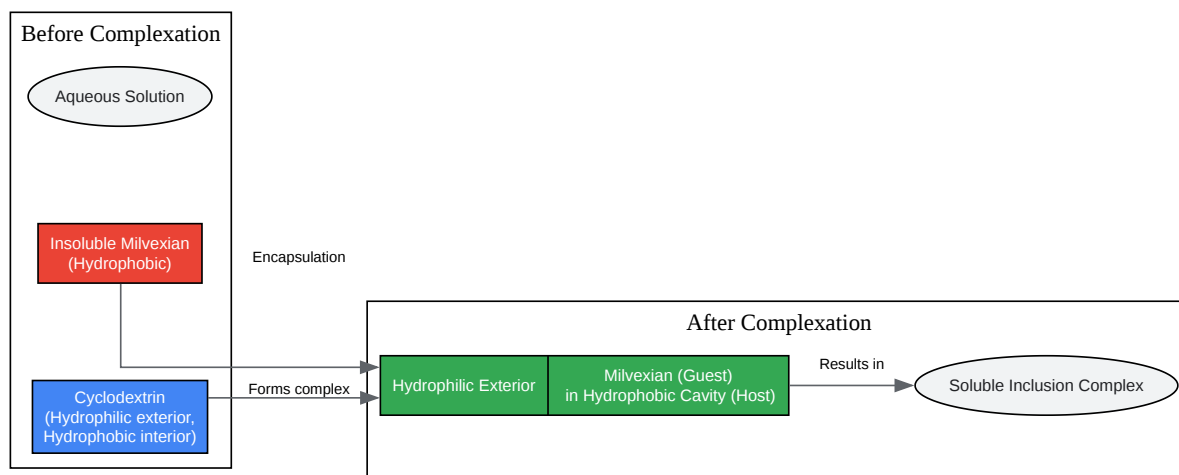 Before Complexation
Aqueous Solution
Insoluble Milvexian
(Hydrophobic)
Encapsulation
Cyclodextrin
(Hydrophilic exterior,
Hydrophobic interior)
Forms complex
After Complexation
Hydrophilic Exterior
Milvexian (Guest)
in Hydrophobic Cavity (Host)
Results in
Soluble Inclusion Complex